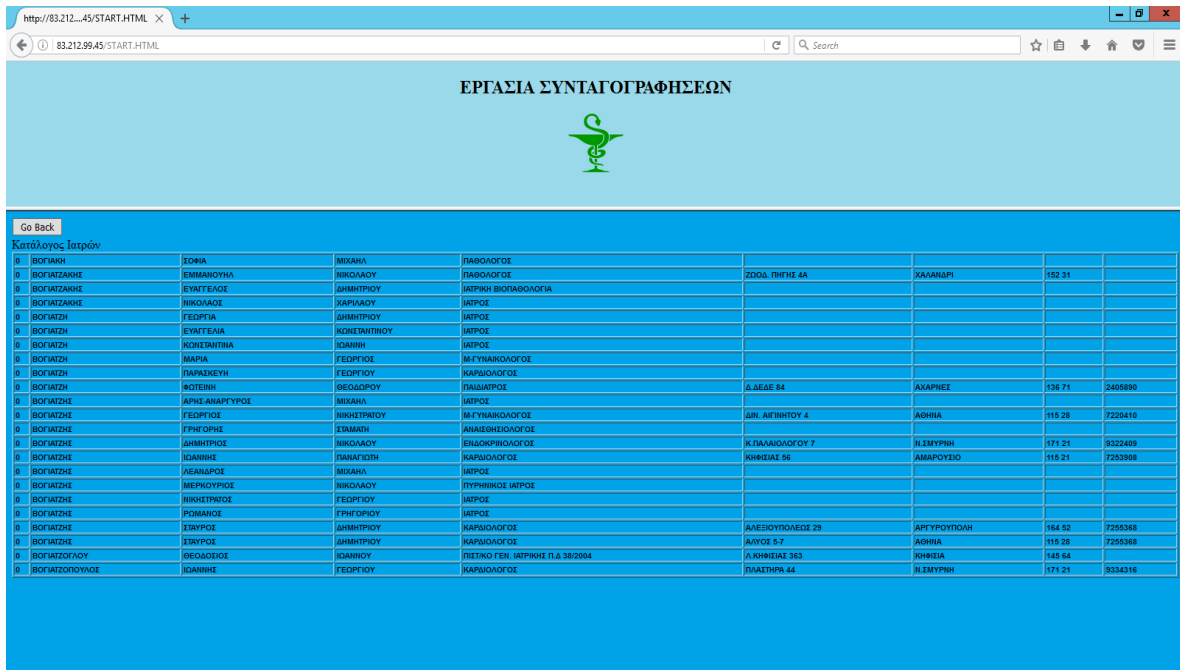 http://83.212....45/START.HTML
83.212.99.45/START.HTML
Search
ΕΡΓΑΣΙΑ ΣΥΝΤΑΓΟΓΡΑΦΗΣΕΩΝ
Go Back
Κατάλογος Ιατρών
0 ΒΟΓΙΑΚΗ ΣΟΦΙΑ ΜΙΧΑΗΛ ΠΑΘΟΛΟΓΟΣ
0 ΒΟΓΙΑΤΖΑΚΗΣ ΕΜΜΑΝΟΥΗΛ ΝΙΚΟΛΑΟΥ ΠΑΘΟΛΟΓΟΣ ΖΩΟΔ. ΠΗΓΗΣ 4Α ΧΑΛΑΝΔΡΙ 152 31
0 ΒΟΓΙΑΤΖΑΚΗΣ ΕΥΑΓΓΕΛΟΣ ΔΗΜΗΤΡΙΟΥ ΙΑΤΡΙΚΗ ΒΙΟΠΑΘΟΛΟΓΙΑ
0 ΒΟΓΙΑΤΖΑΚΗΣ ΝΙΚΟΛΑΟΣ ΧΑΡΙΛΑΟΥ ΙΑΤΡΟΣ
0 ΒΟΓΙΑΤΖΗ ΓΕΩΡΓΙΑ ΔΗΜΗΤΡΙΟΥ ΙΑΤΡΟΣ
0 ΒΟΓΙΑΤΖΗ ΕΥΑΓΓΕΛΙΑ ΚΩΝΣΤΑΝΤΙΝΟΥ ΙΑΤΡΟΣ
0 ΒΟΓΙΑΤΖΗ ΚΩΝΣΤΑΝΤΙΝΑ ΙΩΑΝΝΗ ΙΑΤΡΟΣ
0 ΒΟΓΙΑΤΖΗ ΜΑΡΙΑ ΓΕΩΡΓΙΟΣ Μ-ΓΥΝΑΙΚΟΛΟΓΟΣ
0 ΒΟΓΙΑΤΖΗ ΠΑΡΑΣΚΕΥΗ ΓΕΩΡΓΙΟΥ ΚΑΡΔΙΟΛΟΓΟΣ
0 ΒΟΓΙΑΤΖΗ ΦΩΤΕΙΝΗ ΘΕΟΔΩΡΟΥ ΠΑΙΔΙΑΤΡΟΣ Δ.ΔΕΔΕ 84 ΑΧΑΡΝΕΣ 136 71 2405890
0 ΒΟΓΙΑΤΖΗΣ ΑΡΗΣ-ΑΝΑΡΓΥΡΟΣ ΜΙΧΑΗΛ ΙΑΤΡΟΣ
0 ΒΟΓΙΑΤΖΗΣ ΓΕΩΡΓΙΟΣ ΝΙΚΗΣΤΡΑΤΟΥ Μ-ΓΥΝΑΙΚΟΛΟΓΟΣ ΔΙΝ. ΑΙΓΙΝΗΤΟΥ 4 ΑΘΗΝΑ 115 28 7220410
0 ΒΟΓΙΑΤΖΗΣ ΓΡΗΓΟΡΗΣ ΣΤΑΜΑΤΗ ΑΝΑΙΣΘΗΣΙΟΛΟΓΟΣ
0 ΒΟΓΙΑΤΖΗΣ ΔΗΜΗΤΡΙΟΣ ΝΙΚΟΛΑΟΥ ΕΝΔΟΚΡΙΝΟΛΟΓΟΣ Κ.ΠΑΛΑΙΟΛΟΓΟΥ 7 Ν.ΣΜΥΡΝΗ 171 21 9322409
0 ΒΟΓΙΑΤΖΗΣ ΙΩΑΝΝΗΣ ΠΑΝΑΓΙΩΤΗ ΚΑΡΔΙΟΛΟΓΟΣ ΚΗΦΙΣΙΑΣ 56 ΑΜΑΡΟΥΣΙΟ 115 21 7253908
0 ΒΟΓΙΑΤΖΗΣ ΛΕΑΝΔΡΟΣ ΜΙΧΑΗΛ ΙΑΤΡΟΣ
0 ΒΟΓΙΑΤΖΗΣ ΜΕΡΚΟΥΡΙΟΣ ΝΙΚΟΛΑΟΥ ΠΥΡΗΝΙΚΟΣ ΙΑΤΡΟΣ
0 ΒΟΓΙΑΤΖΗΣ ΝΙΚΗΣΤΡΑΤΟΣ ΓΕΩΡΓΙΟΥ ΙΑΤΡΟΣ
0 ΒΟΓΙΑΤΖΗΣ ΡΩΜΑΝΟΣ ΓΡΗΓΟΡΙΟΥ ΙΑΤΡΟΣ
0 ΒΟΓΙΑΤΖΗΣ ΣΤΑΥΡΟΣ ΔΗΜΗΤΡΙΟΥ ΚΑΡΔΙΟΛΟΓΟΣ ΑΛΕΞΙΟΥΠΟΛΕΩΣ 29 ΑΡΓΥΡΟΥΠΟΛΗ 164 52 7255368
0 ΒΟΓΙΑΤΖΗΣ ΣΤΑΥΡΟΣ ΔΗΜΗΤΡΙΟΥ ΚΑΡΔΙΟΛΟΓΟΣ ΑΛΥΟΣ 5-7 ΑΘΗΝΑ 115 28 7255368
0 ΒΟΓΙΑΤΖΟΓΛΟΥ ΘΕΟΔΟΣΙΟΣ ΙΩΑΝΝΟΥ ΠΙΣΤ/ΚΟ ΓΕΝ. ΙΑΤΡΙΚΗΣ Π.Δ 38/2004 Λ.ΚΗΦΙΣΙΑΣ 363 ΚΗΦΙΣΙΑ 145 64
0 ΒΟΓΙΑΤΖΟΠΟΥΛΟΣ ΙΩΑΝΝΗΣ ΓΕΩΡΓΙΟΥ ΚΑΡΔΙΟΛΟΓΟΣ ΠΛΑΣΤΗΡΑ 44 Ν.ΣΜΥΡΝΗ 171 21 9334316